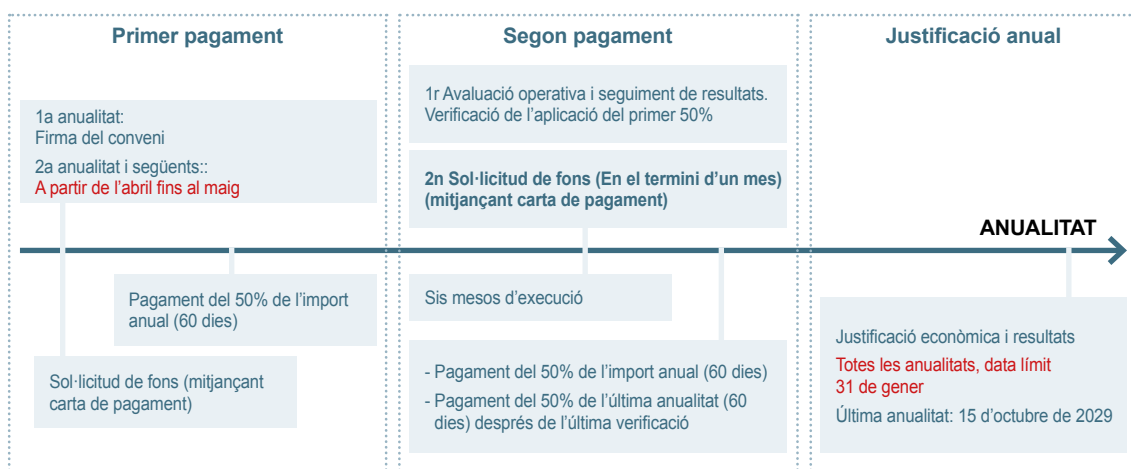 Primer pagament
1a anualitat:
Firma del conveni
2a anualitat i següents::
A partir de l’abril fins al maig
Pagament del 50% de l’import
anual (60 dies)
Sol·licitud de fons (mitjançant
carta de pagament)
Segon pagament
1r Avaluació operativa i seguiment de resultats.
Verificació de l’aplicació del primer 50%
2n Sol·licitud de fons (En el termini d’un mes)
(mitjançant carta de pagament)
Sis mesos d’execució
- Pagament del 50% de l’import anual (60 dies)
- Pagament del 50% de l’última anualitat (60
dies) després de l’última verificació
Justificació anual
ANUALITAT
Justificació econòmica i resultats
Totes les anualitats, data límit
31 de gener
Última anualitat: 15 d’octubre de 2029